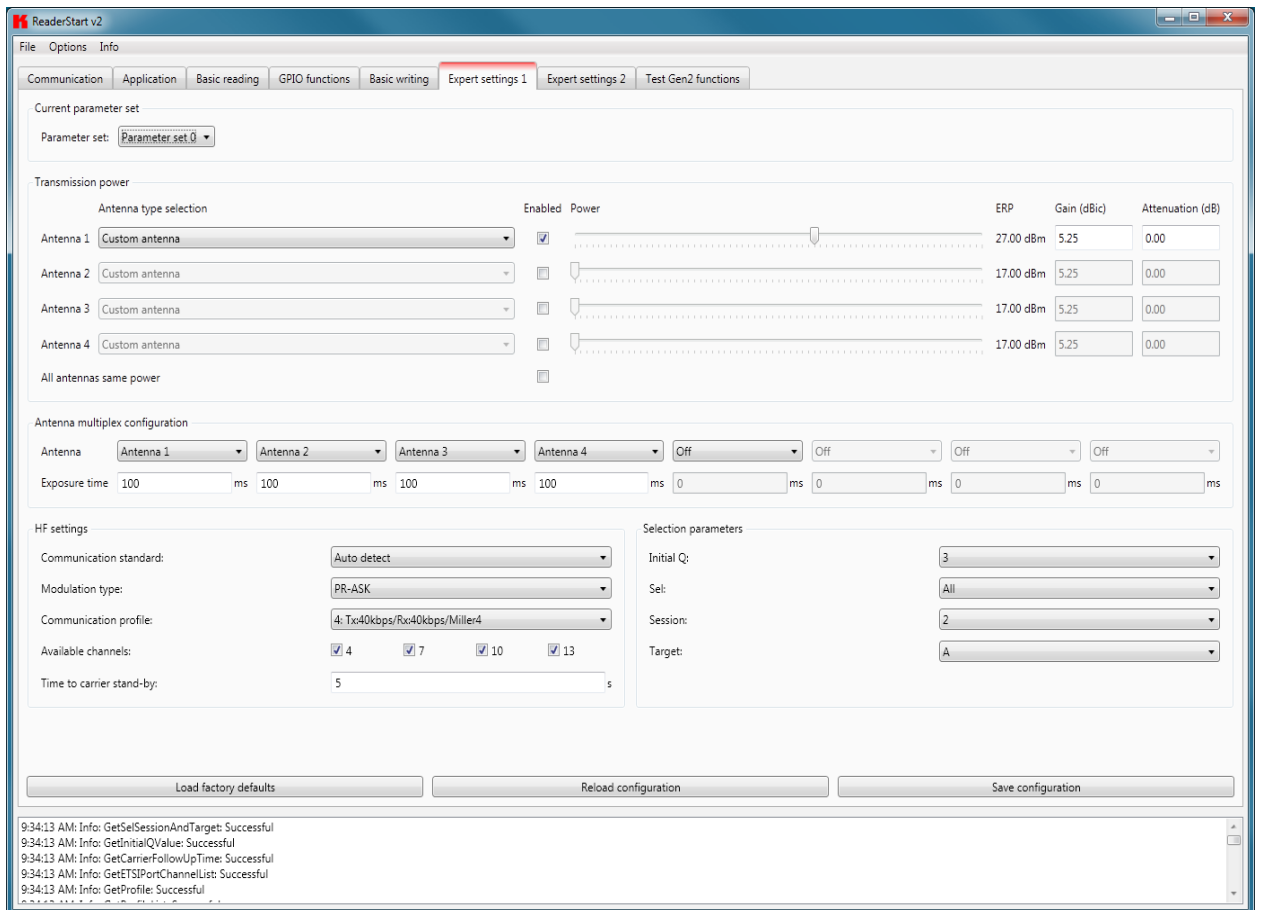 ReaderStart v2
File Options Info
Communication Application Basic reading GPIO functions Basic writing Expert settings 1 Expert settings 2 Test Gen2 functions
Current parameter set
Parameter set: Parameter set 0
Transmission power
Antenna type selection Enabled Power ERP Gain (dBic) Attenuation (dB)
Antenna 1 Custom antenna 27.00 dBm 5.25 0.00
Antenna 2 Custom antenna 17.00 dBm 5.25 0.00
Antenna 3 Custom antenna 17.00 dBm 5.25 0.00
Antenna 4 Custom antenna 17.00 dBm 5.25 0.00
All antennas same power
Antenna multiplex configuration
Antenna Antenna 1 Antenna 2 Antenna 3 Antenna 4 Off Off Off Off
Exposure time 100 ms 100 ms 100 ms 100 ms 0 ms 0 ms 0 ms 0 ms
HF settings Selection parameters
Communication standard: Auto detect Initial Q: 3
Modulation type: PR-ASK Sel: All
Communication profile: 4: Tx:40kbps/Rx:40kbps/Miller4 Session: 2
Available channels: 4 7 10 13 Target: A
Time to carrier stand-by: 5 s
Load factory defaults Reload configuration Save configuration
9:34:13 AM: Info: GetSelSessionAndTarget: Successful
9:34:13 AM: Info: GetInitialQValue: Successful
9:34:13 AM: Info: GetCarrierFollowUpTime: Successful
9:34:13 AM: Info: GetETSIPortChannelList: Successful
9:34:13 AM: Info: GetProfile: Successful